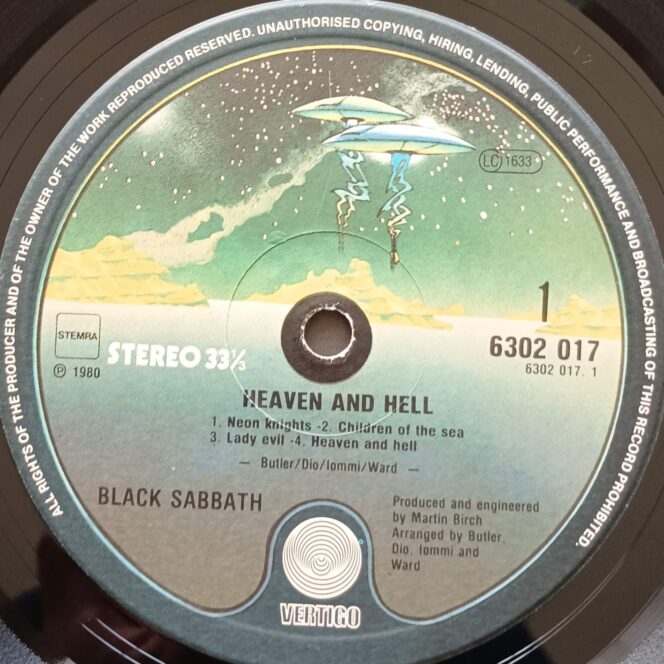 ALL RIGHTS OF THE PRODUCER AND OF THE OWNER OF THE WORK REPRODUCED RESERVED. UNAUTHORISED COPYING, HIRING, LENDING, PUBLIC PERFORMANCE AND BROADCASTING OF THIS RECORD PROHIBITED.
LC 1633
1
STEMRA
STEREO 33⅓
6302 017
℗ 1980
6302 017. 1
HEAVEN AND HELL
1. Neon knights -2. Children of the sea
3. Lady evil -4. Heaven and hell
— Butler/Dio/Iommi/Ward —
BLACK SABBATH
Produced and engineered
by Martin Birch
Arranged by Butler,
Dio, Iommi and
Ward
VERTIGO